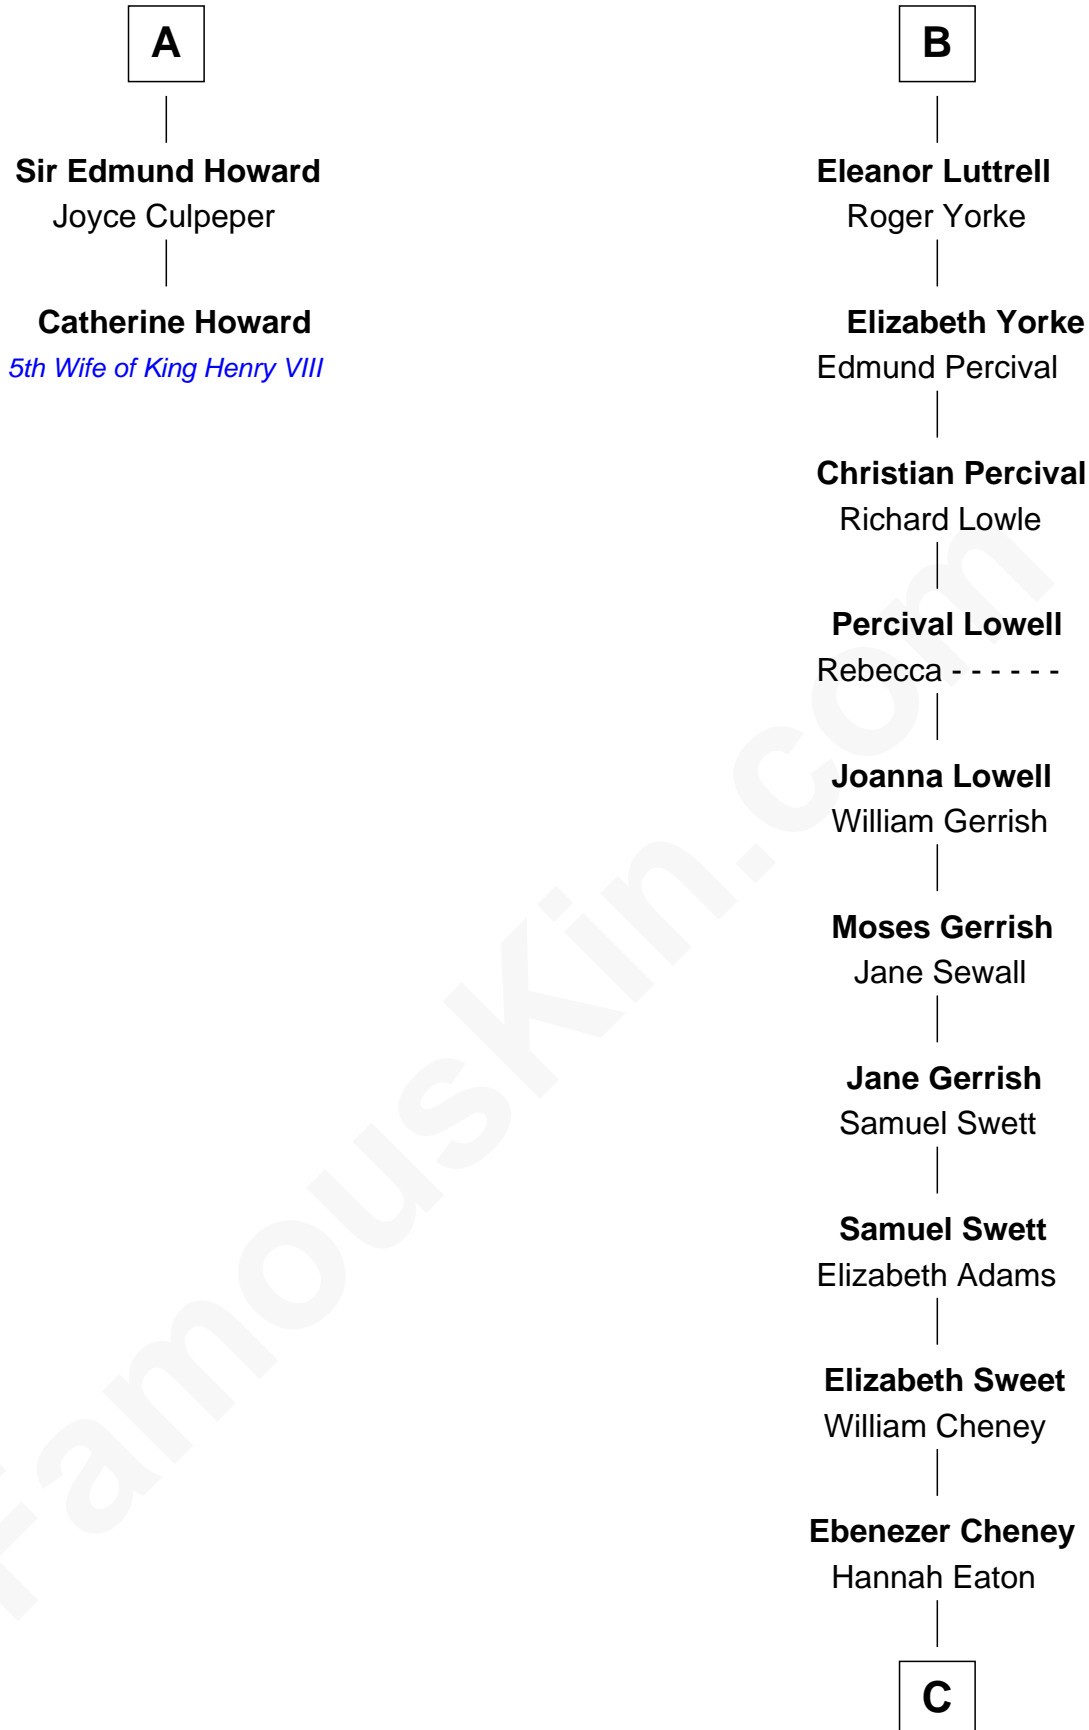 A
Sir Edmund Howard
Joyce Culpeper
Catherine Howard
5th Wife of King Henry VIII
B
Eleanor Luttrell
Roger Yorke
Elizabeth Yorke
Edmund Percival
Christian Percival
Richard Lowle
Percival Lowell
Rebecca - - - - - -
Joanna Lowell
William Gerrish
Moses Gerrish
Jane Sewall
Jane Gerrish
Samuel Swett
Samuel Swett
Elizabeth Adams
Elizabeth Sweet
William Cheney
Ebenezer Cheney
Hannah Eaton
C
FamousKin.com